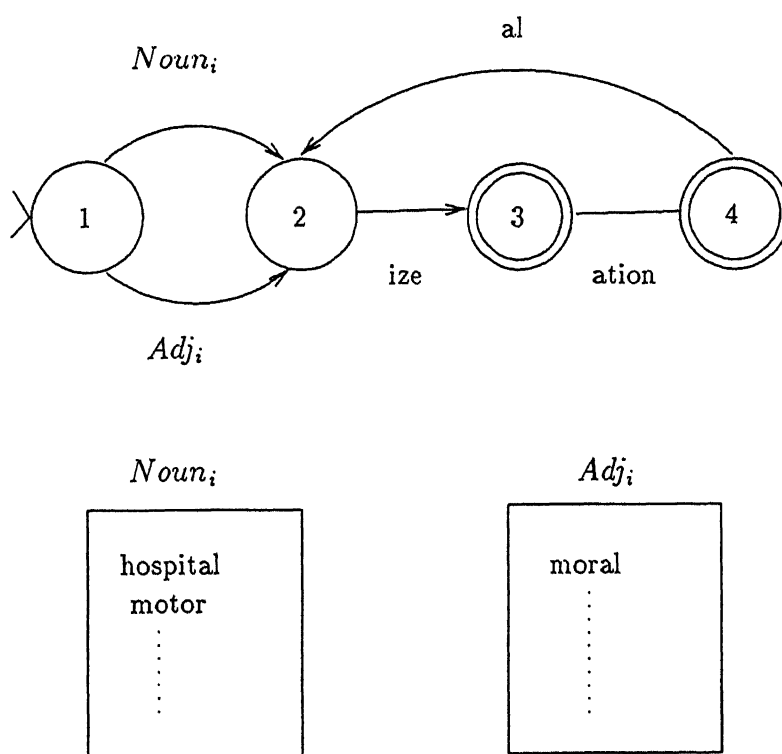 al
Noun_i
1 2 3 4
ize ation
Adj_i
Noun_i Adj_i
hospital moral
motor